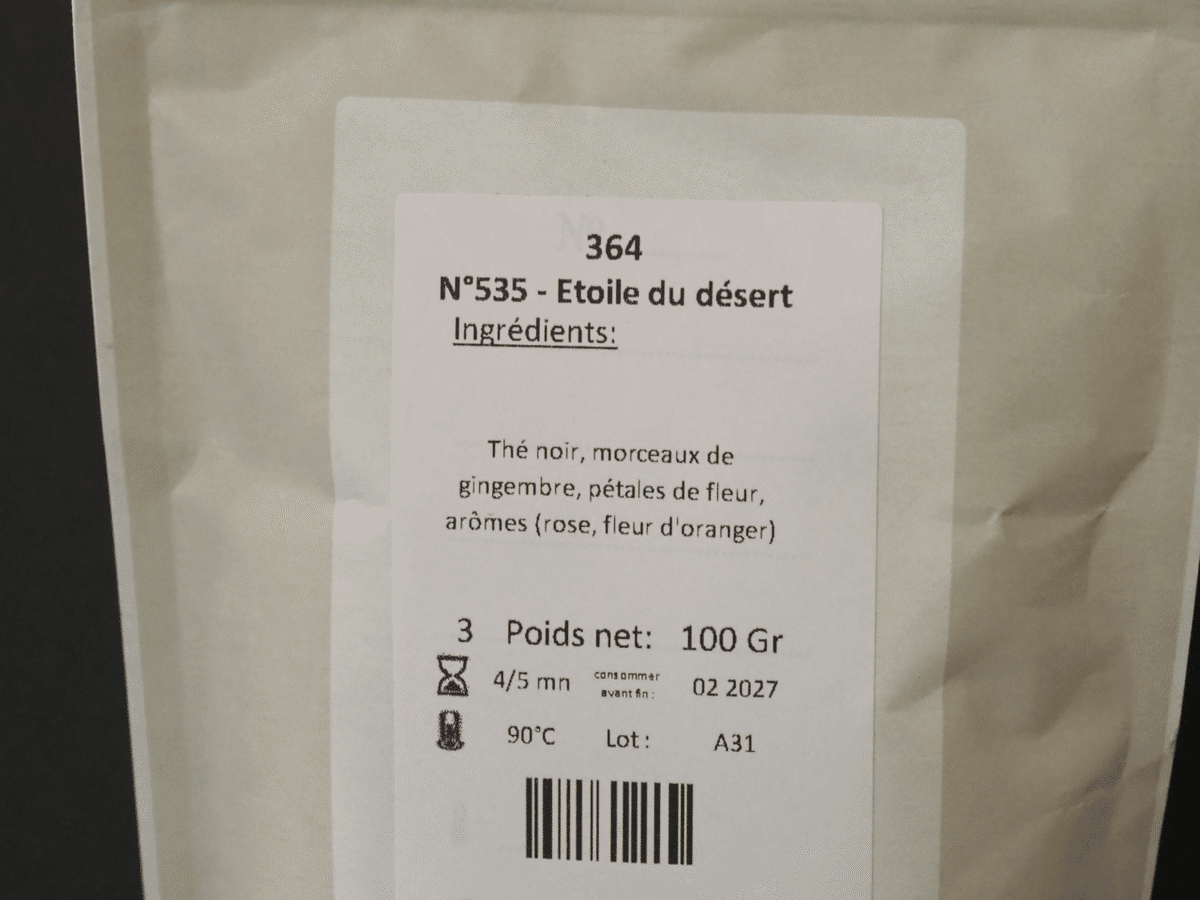 364
N°535 - Etoile du désert
Ingrédients:
Thé noir, morceaux de
gingembre, pétales de fleur,
arômes (rose, fleur d'oranger)
3 Poids net: 100 Gr
4/5 mn consommer avant fin : 02 2027
90°C Lot : A31